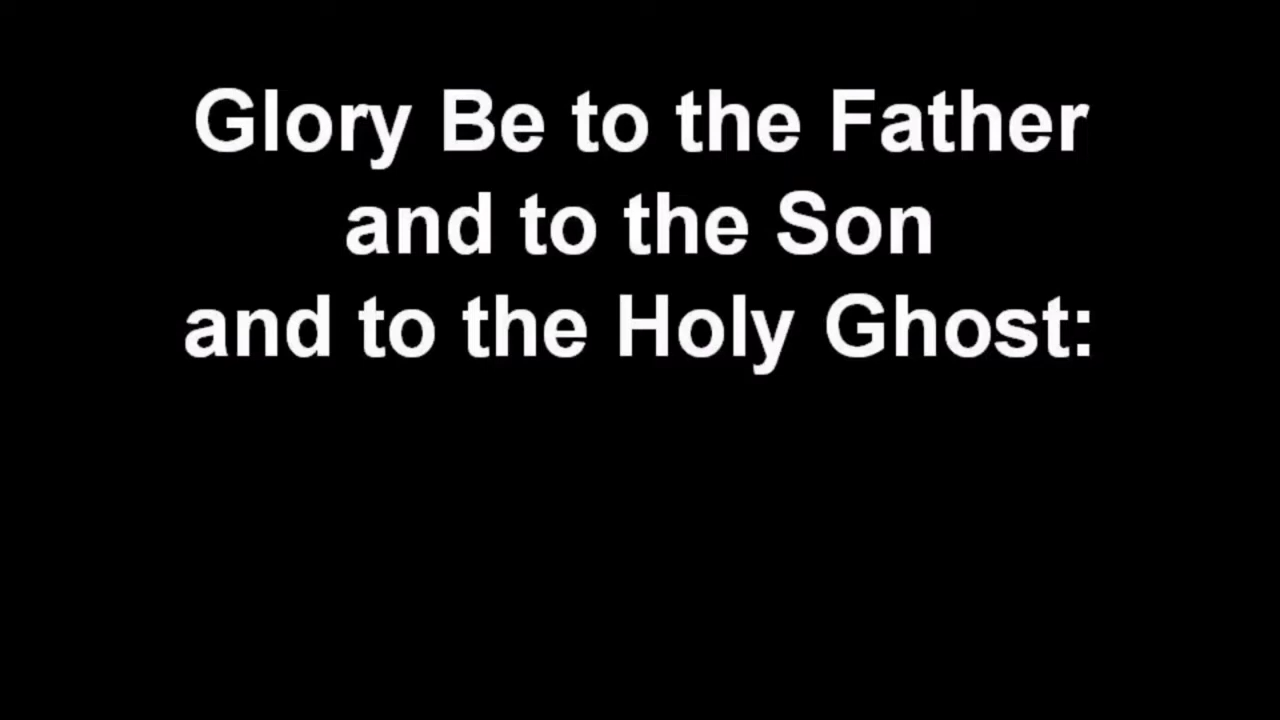 Glory Be to the Father
and to the Son
and to the Holy Ghost: